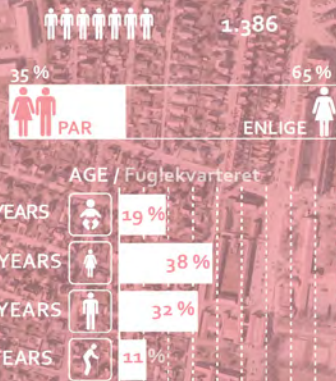 1.386
35 % 65 %
PAR ENLIGE
AGE / Fuglekvarteret
YEARS 19 %
YEARS 38 %
YEARS 32 %
YEARS 11 %